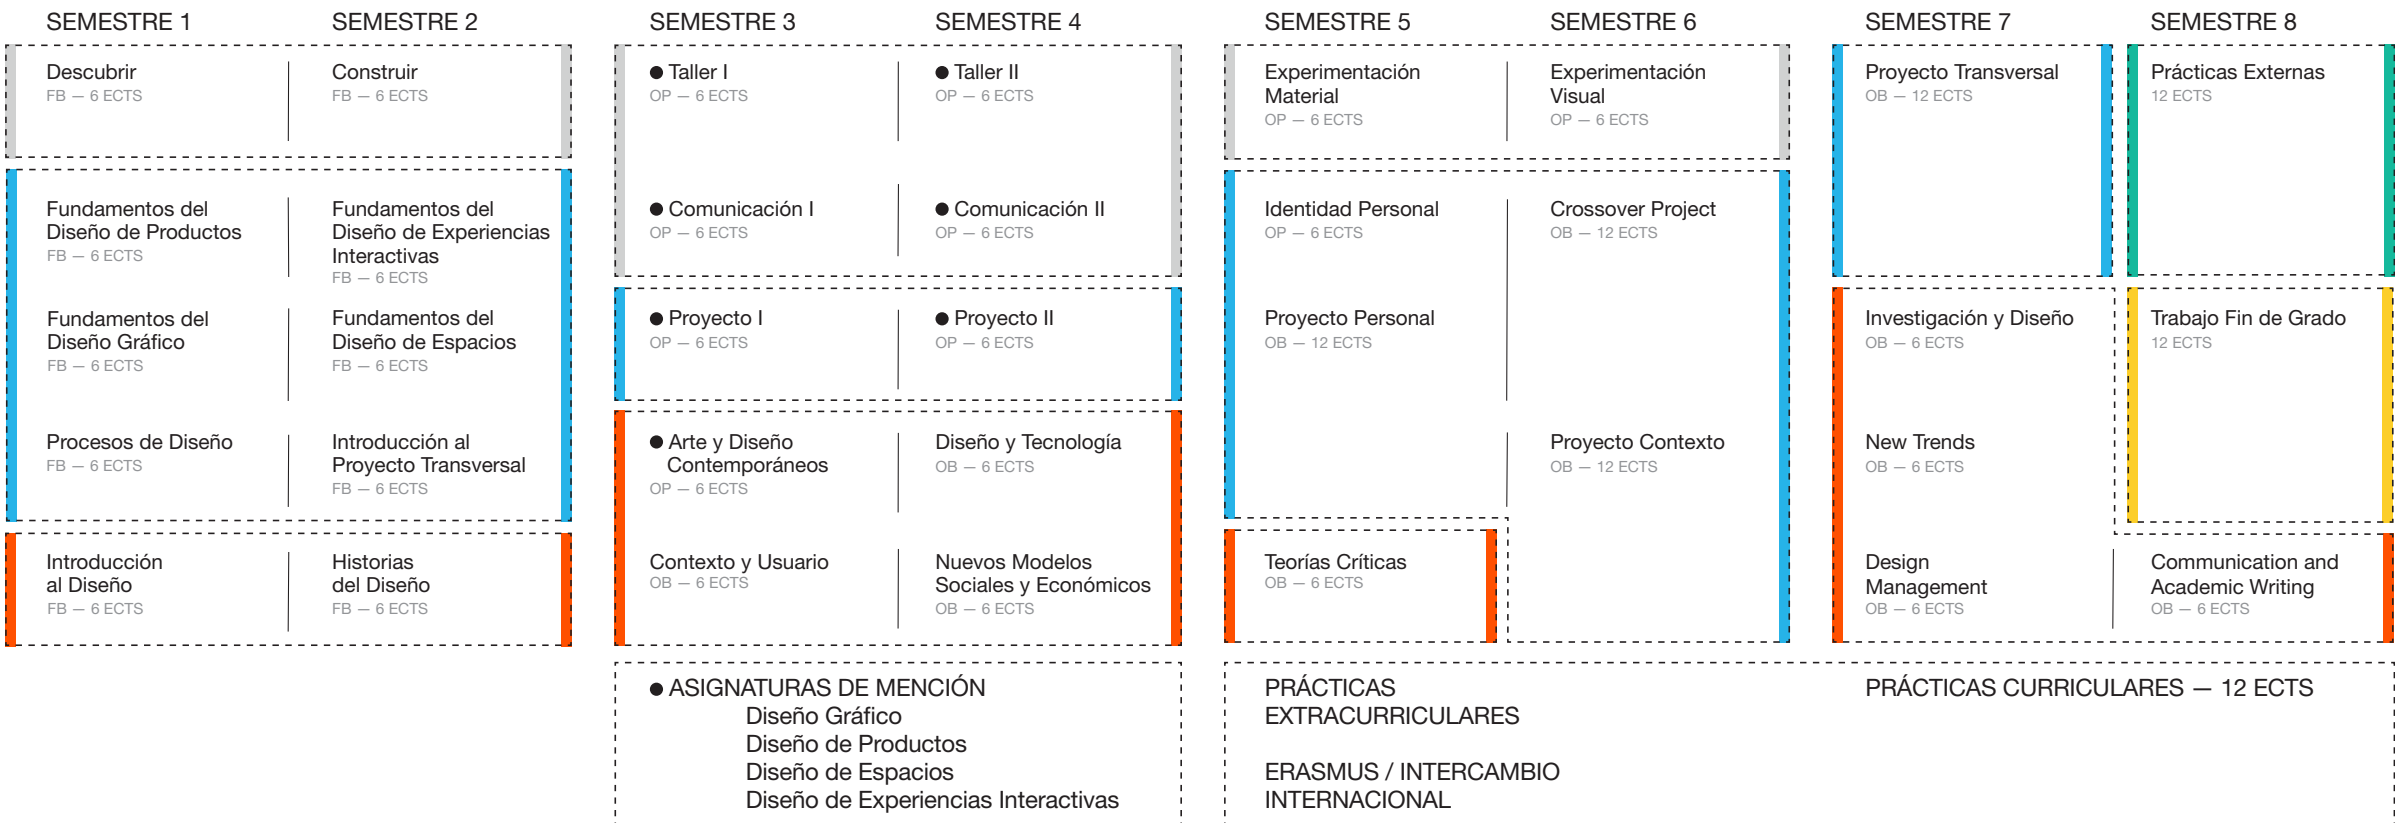 SEMESTRE 1
SEMESTRE 2
SEMESTRE 3
SEMESTRE 4
SEMESTRE 5
SEMESTRE 6
SEMESTRE 7
SEMESTRE 8
Descubrir
FB — 6 ECTS
Construir
FB — 6 ECTS
Fundamentos del
Diseño de Productos
FB — 6 ECTS
Fundamentos del
Diseño de Experiencias
Interactivas
FB — 6 ECTS
Fundamentos del
Diseño Gráfico
FB — 6 ECTS
Fundamentos del
Diseño de Espacios
FB — 6 ECTS
Procesos de Diseño
FB — 6 ECTS
Introducción al
Proyecto Transversal
FB — 6 ECTS
Introducción
al Diseño
FB — 6 ECTS
Historias
del Diseño
FB — 6 ECTS
● Taller I
OP — 6 ECTS
● Taller II
OP — 6 ECTS
● Comunicación I
OP — 6 ECTS
● Comunicación II
OP — 6 ECTS
● Proyecto I
OP — 6 ECTS
● Proyecto II
OP — 6 ECTS
● Arte y Diseño
Contemporáneos
OP — 6 ECTS
Diseño y Tecnología
OB — 6 ECTS
Contexto y Usuario
OB — 6 ECTS
Nuevos Modelos
Sociales y Económicos
OB — 6 ECTS
● ASIGNATURAS DE MENCIÓN
Diseño Gráfico
Diseño de Productos
Diseño de Espacios
Diseño de Experiencias Interactivas
Experimentación
Material
OP — 6 ECTS
Experimentación
Visual
OP — 6 ECTS
Identidad Personal
OP — 6 ECTS
Crossover Project
OB — 12 ECTS
Proyecto Personal
OB — 12 ECTS
Proyecto Contexto
OB — 12 ECTS
Teorías Críticas
OB — 6 ECTS
Proyecto Transversal
OB — 12 ECTS
Prácticas Externas
12 ECTS
Investigación y Diseño
OB — 6 ECTS
Trabajo Fin de Grado
12 ECTS
New Trends
OB — 6 ECTS
Design
Management
OB — 6 ECTS
Communication and
Academic Writing
OB — 6 ECTS
PRÁCTICAS
EXTRACURRICULARES
ERASMUS / INTERCAMBIO
INTERNACIONAL
PRÁCTICAS CURRICULARES — 12 ECTS